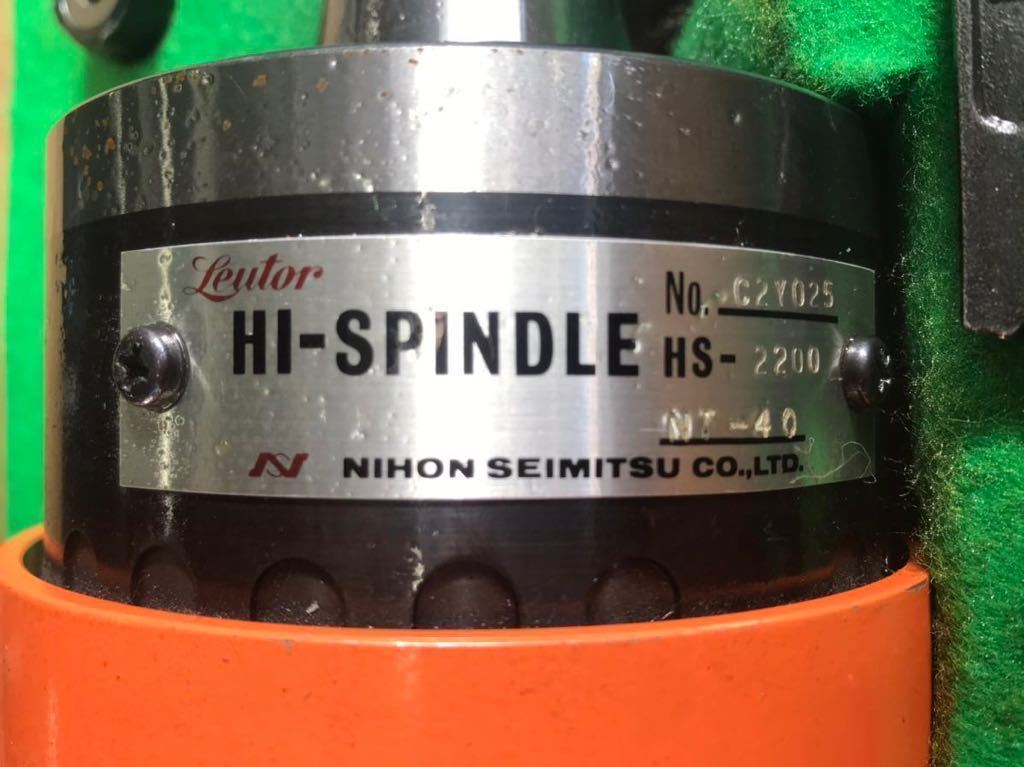 Leutor
HI-SPINDLE
No. C2Y025
HS- 2200
NT-40
N NIHON SEIMITSU CO.,LTD.